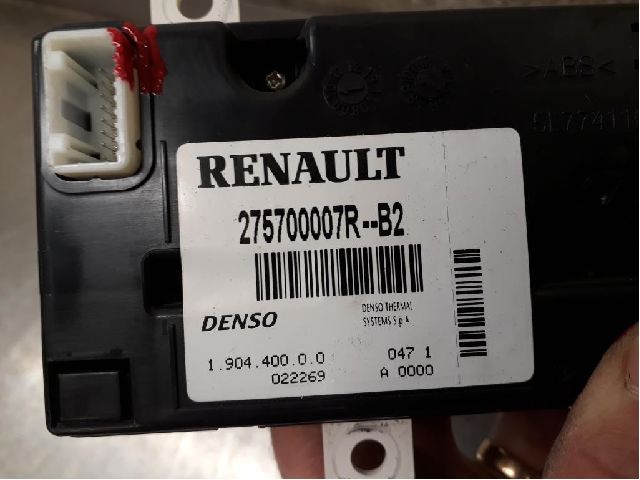 >ABS<
RENAULT
275700007R--B2
DENSO
DENSO THERMAL
SYSTEMS S.p.A
1.904.400.0.0 047 1
022269 A 0000